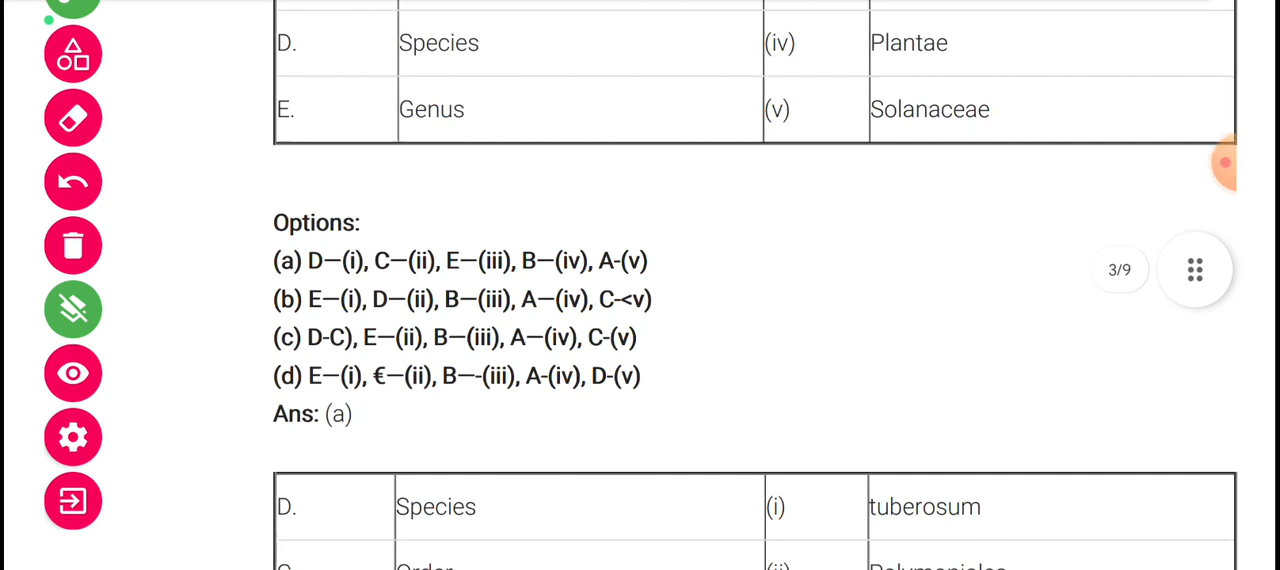 D. Species (iv) Plantae
E. Genus (v) Solanaceae
Options:
(a) D—(i), C—(ii), E—(iii), B—(iv), A-(v)
(b) E—(i), D—(ii), B—(iii), A—(iv), C-<v)
(c) D-C), E—(ii), B—(iii), A—(iv), C-(v)
3/9
(d) E—(i), €—(ii), B—-(iii), A-(iv), D-(v)
Ans: (a)
D. Species (i) tuberosum